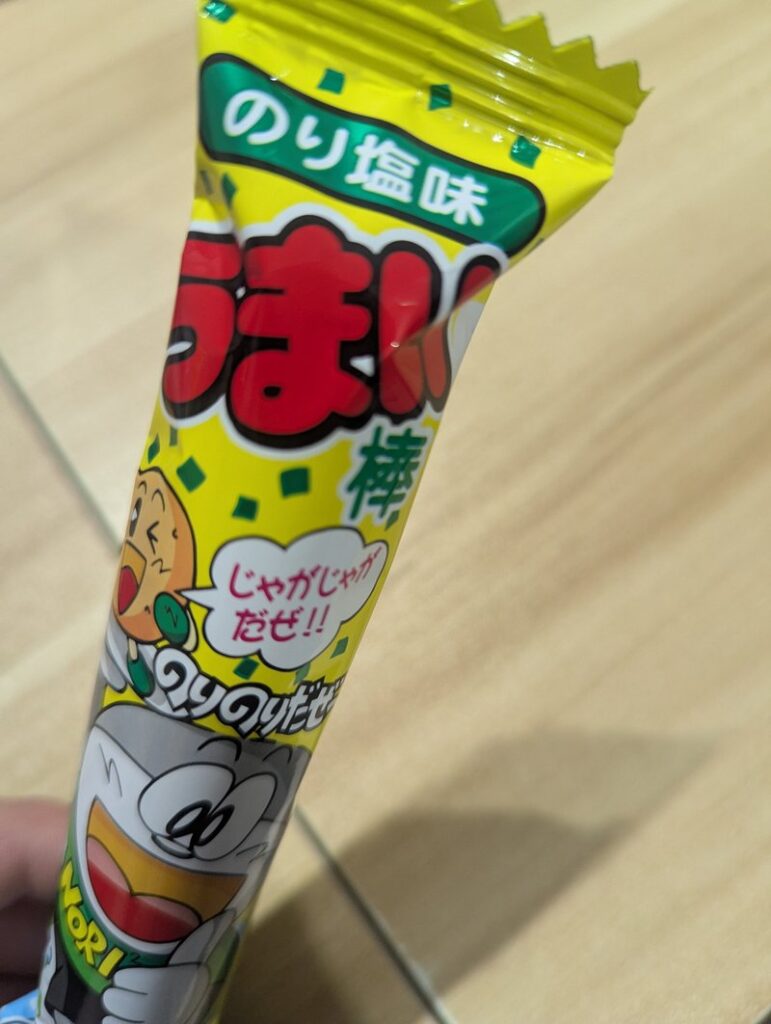 のり塩味
うまい
棒
じゃがじゃが
だぜ!!
のりのりだぜ
NORI